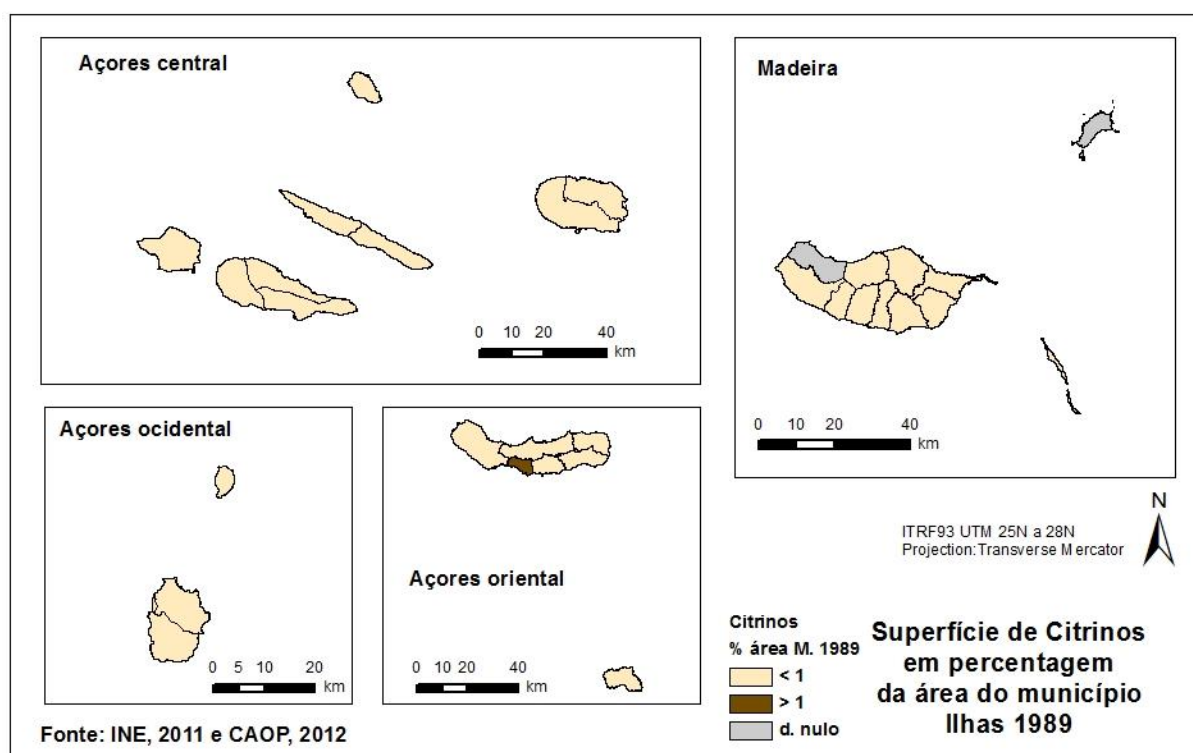 Açores central
0 10 20 40
km
Madeira
0 10 20 40
km
Açores ocidental
0 5 10 20
km
Açores oriental
0 10 20 40
km
N
ITRF93 UTM 25N a 28N
Projection:Transverse Mercator
Citrinos
% área M. 1989
< 1
> 1
d. nulo
Superfície de Citrinos
em percentagem
da área do município
Ilhas 1989
Fonte: INE, 2011 e CAOP, 2012